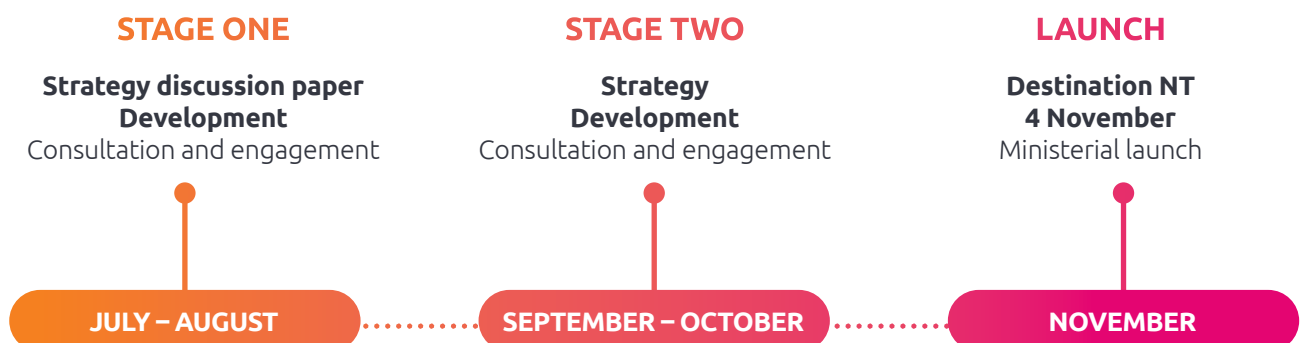 STAGE ONE
Strategy discussion paper
Development
Consultation and engagement
JULY – AUGUST
STAGE TWO
Strategy
Development
Consultation and engagement
SEPTEMBER – OCTOBER
LAUNCH
Destination NT
4 November
Ministerial launch
NOVEMBER